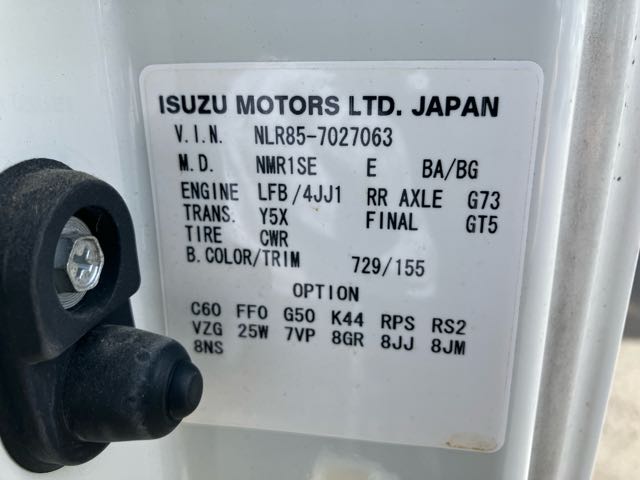 ISUZU MOTORS LTD. JAPAN
V.I.N. NLR85-7027063
M.D. NMR1SE E BA/BG
ENGINE LFB/4JJ1 RR AXLE G73
TRANS. Y5X FINAL GT5
TIRE CWR
B.COLOR/TRIM 729/155
OPTION
C60 FF0 G50 K44 RPS RS2
VZG 25W 7VP 8GR 8JJ 8JM
8NS